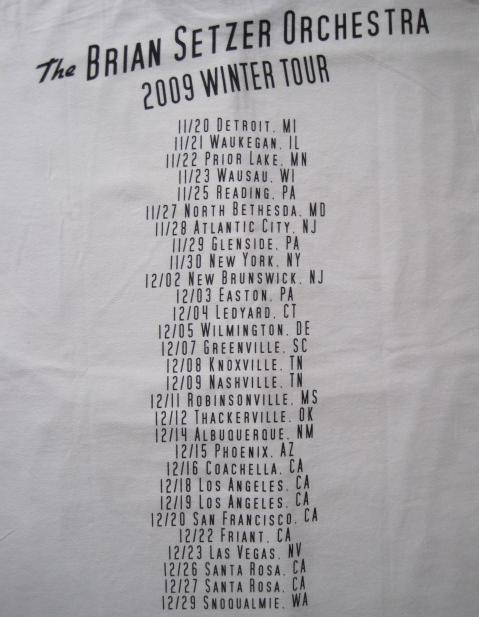 The BRIAN SETZER ORCHESTRA
2009 WINTER TOUR
11/20 DETROIT, MI
11/21 WAUKEGAN, IL
11/22 PRIOR LAKE, MN
11/23 WAUSAU, WI
11/25 READING, PA
11/27 NORTH BETHESDA, MD
11/28 ATLANTIC CITY, NJ
11/29 GLENSIDE, PA
11/30 NEW YORK, NY
12/02 NEW BRUNSWICK, NJ
12/03 EASTON, PA
12/04 LEDYARD, CT
12/05 WILMINGTON, DE
12/07 GREENVILLE, SC
12/08 KNOXVILLE, TN
12/09 NASHVILLE, TN
12/11 ROBINSONVILLE, MS
12/12 THACKERVILLE, OK
12/14 ALBUQUERQUE, NM
12/15 PHOENIX, AZ
12/16 COACHELLA, CA
12/18 LOS ANGELES, CA
12/19 LOS ANGELES, CA
12/20 SAN FRANCISCO, CA
12/22 FRIANT, CA
12/23 LAS VEGAS, NV
12/26 SANTA ROSA, CA
12/27 SANTA ROSA, CA
12/29 SNOQUALMIE, WA